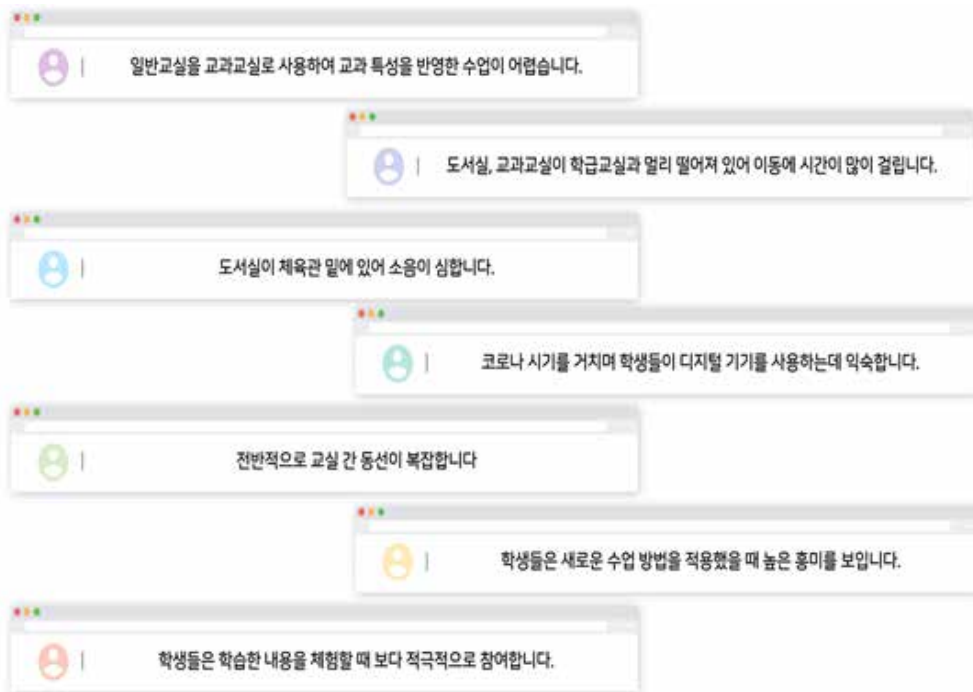 일반교실을 교과교실로 사용하여 교과 특성을 반영한 수업이 어렵습니다.
도서실, 교과교실이 학급교실과 멀리 떨어져 있어 이동에 시간이 많이 걸립니다.
도서실이 체육관 밑에 있어 소음이 심합니다.
코로나 시기를 거치며 학생들이 디지털 기기를 사용하는데 익숙합니다.
전반적으로 교실 간 동선이 복잡합니다
학생들은 새로운 수업 방법을 적용했을 때 높은 흥미를 보입니다.
학생들은 학습한 내용을 체험할 때 보다 적극적으로 참여합니다.